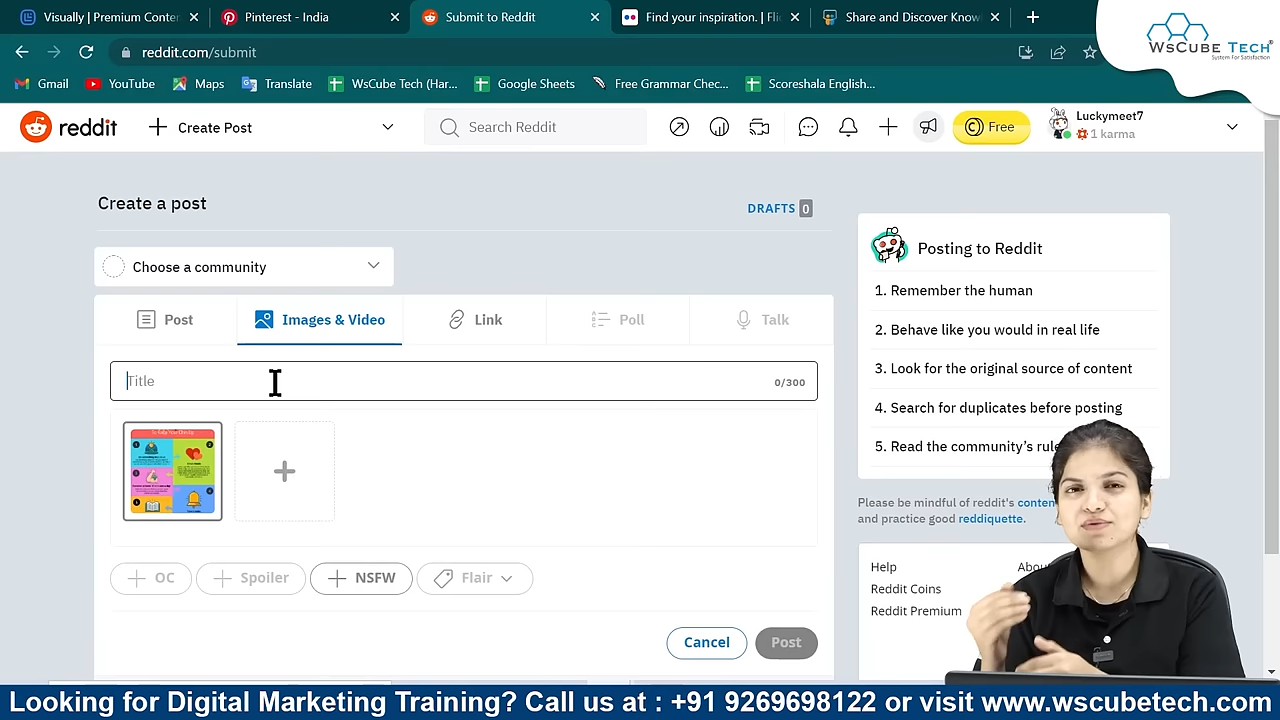 Visually | Premium Conter
Pinterest - India
Submit to Reddit
Find your inspiration. | Flic
Share and Discover Know
WsCube Tech®
System For Satisfaction
reddit.com/submit
Gmail
YouTube
Maps
Translate
WsCube Tech (Har...
Google Sheets
Free Grammar Chec...
Scoreshala English...
reddit
Create Post
Search Reddit
Free
Luckymeet7
1 karma
Create a post
DRAFTS 0
Choose a community
Post
Images & Video
Link
Poll
Talk
Title
0/300
OC
Spoiler
NSFW
Flair
Cancel
Post
Posting to Reddit
1. Remember the human
2. Behave like you would in real life
3. Look for the original source of content
4. Search for duplicates before posting
5. Read the community's rule
Please be mindful of reddit's conten
and practice good reddiquette.
Help
Abou
Reddit Coins
Reddit Premium
Looking for Digital Marketing Training? Call us at : +91 9269698122 or visit www.wscubetech.com